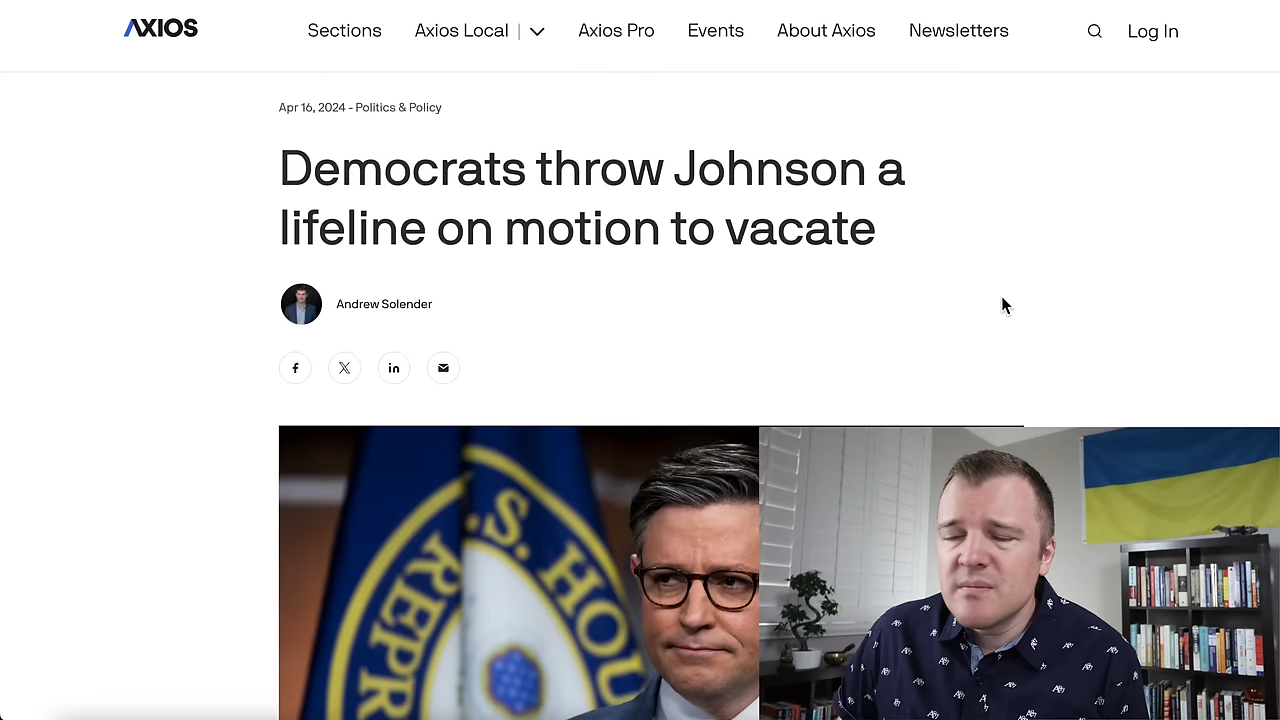 AXIOS
Sections
Axios Local
Axios Pro
Events
About Axios
Newsletters
Log In
Apr 16, 2024 - Politics & Policy
Democrats throw Johnson a
lifeline on motion to vacate
Andrew Solender
S. HOU
REPR